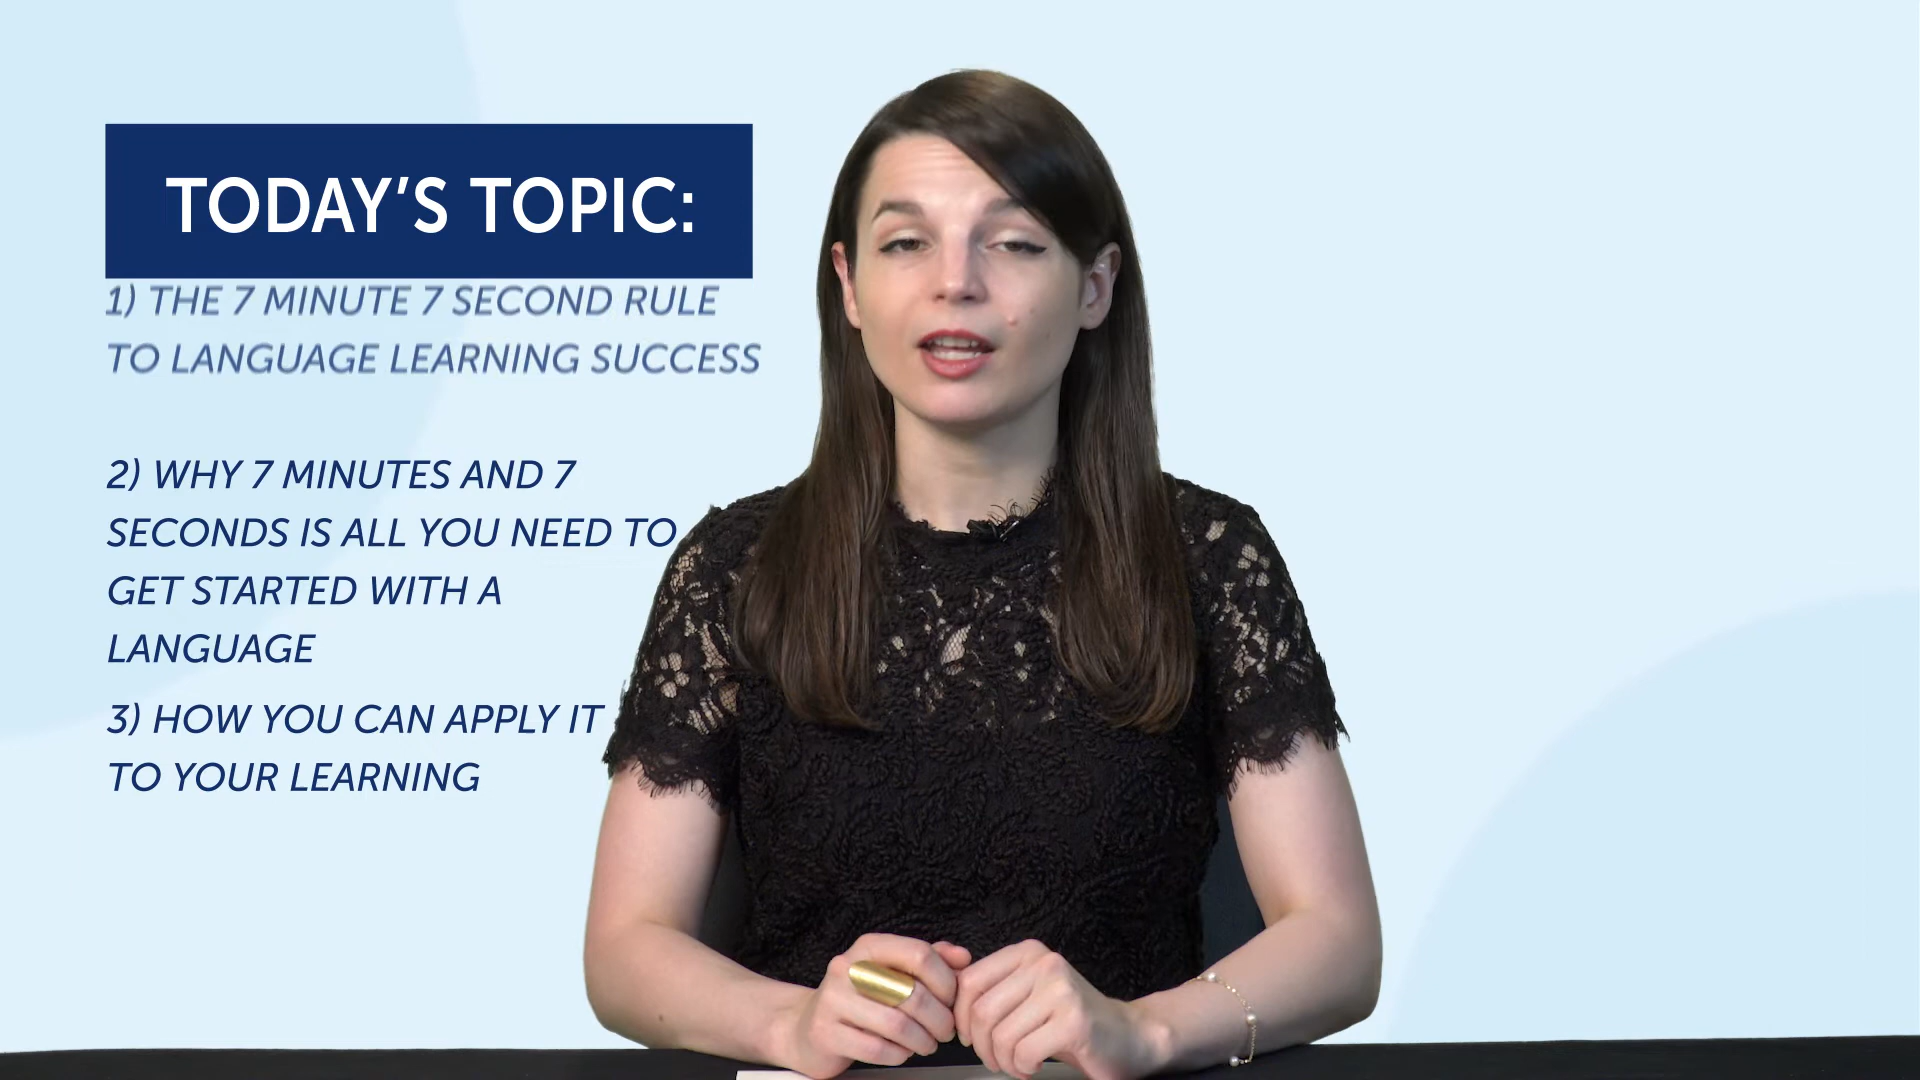 TODAY'S TOPIC:
1) THE 7 MINUTE 7 SECOND RULE
TO LANGUAGE LEARNING SUCCESS
2) WHY 7 MINUTES AND 7
SECONDS IS ALL YOU NEED TO
GET STARTED WITH A
LANGUAGE
3) HOW YOU CAN APPLY IT
TO YOUR LEARNING